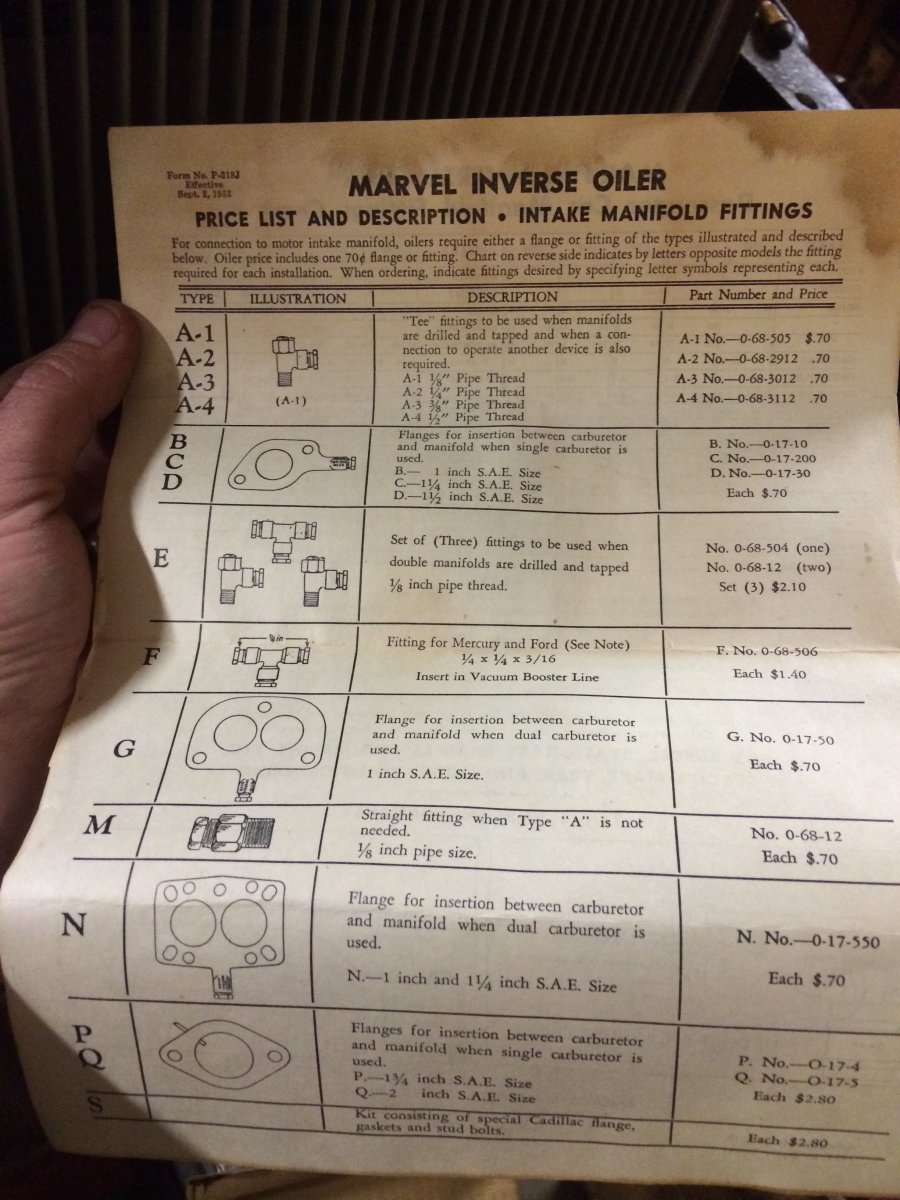 Form No. P-218J
Effective
Sept. 2, 1952
MARVEL INVERSE OILER
PRICE LIST AND DESCRIPTION • INTAKE MANIFOLD FITTINGS
For connection to motor intake manifold, oilers require either a flange or fitting of the types illustrated and described
below. Oiler price includes one 70¢ flange or fitting. Chart on reverse side indicates by letters opposite models the fitting
required for each installation. When ordering, indicate fittings desired by specifying letter symbols representing each.
TYPE ILLUSTRATION DESCRIPTION Part Number and Price
A-1
A-2
A-3
A-4
(A-1)
"Tee" fittings to be used when manifolds
are drilled and tapped and when a con-
nection to operate another device is also
required.
A-1 1/8" Pipe Thread
A-2 1/4" Pipe Thread
A-3 3/8" Pipe Thread
A-4 1/2" Pipe Thread
A-1 No.—0-68-505 $.70
A-2 No.—0-68-2912 .70
A-3 No.—0-68-3012 .70
A-4 No.—0-68-3112 .70
B
C
D
Flanges for insertion between carburetor
and manifold when single carburetor is
used.
B.— 1 inch S.A.E. Size
C.—1 1/4 inch S.A.E. Size
D.—1 1/2 inch S.A.E. Size
B. No.—0-17-10
C. No.—0-17-200
D. No.—0-17-30
Each $.70
E
Set of (Three) fittings to be used when
double manifolds are drilled and tapped
1/8 inch pipe thread.
No. 0-68-504 (one)
No. 0-68-12 (two)
Set (3) $2.10
F
1/4 in
Fitting for Mercury and Ford (See Note)
1/4 x 1/4 x 3/16
Insert in Vacuum Booster Line
F. No. 0-68-506
Each $1.40
G
Flange for insertion between carburetor
and manifold when dual carburetor is
used.
1 inch S.A.E. Size.
G. No. 0-17-50
Each $.70
M
Straight fitting when Type "A" is not
needed.
1/8 inch pipe size.
No. 0-68-12
Each $.70
N
Flange for insertion between carburetor
and manifold when dual carburetor is
used.
N.—1 inch and 1 1/4 inch S.A.E. Size
N. No.—0-17-550
Each $.70
P
Q
Flanges for insertion between carburetor
and manifold when single carburetor is
used.
P.—1 3/4 inch S.A.E. Size
Q.—2 inch S.A.E. Size
P. No.—O-17-4
Q. No.—O-17-5
Each $2.80
S
Kit consisting of special Cadillac flange,
gaskets and stud bolts.
Each $2.80